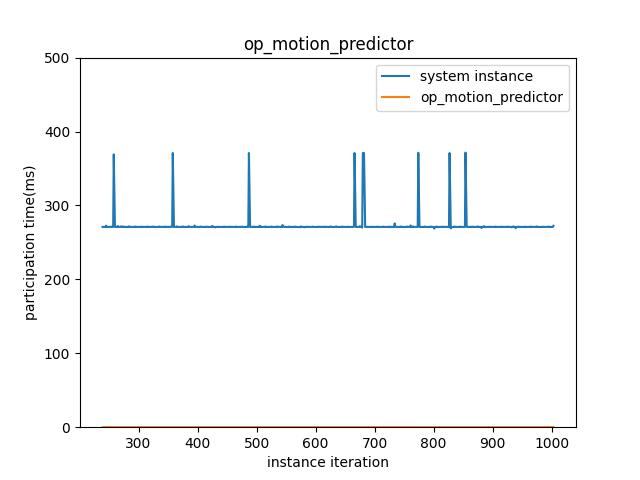 op_motion_predictor
system instance
op_motion_predictor
participation time(ms)
500
400
300
200
100
0
300 400 500 600 700 800 900 1000
instance iteration